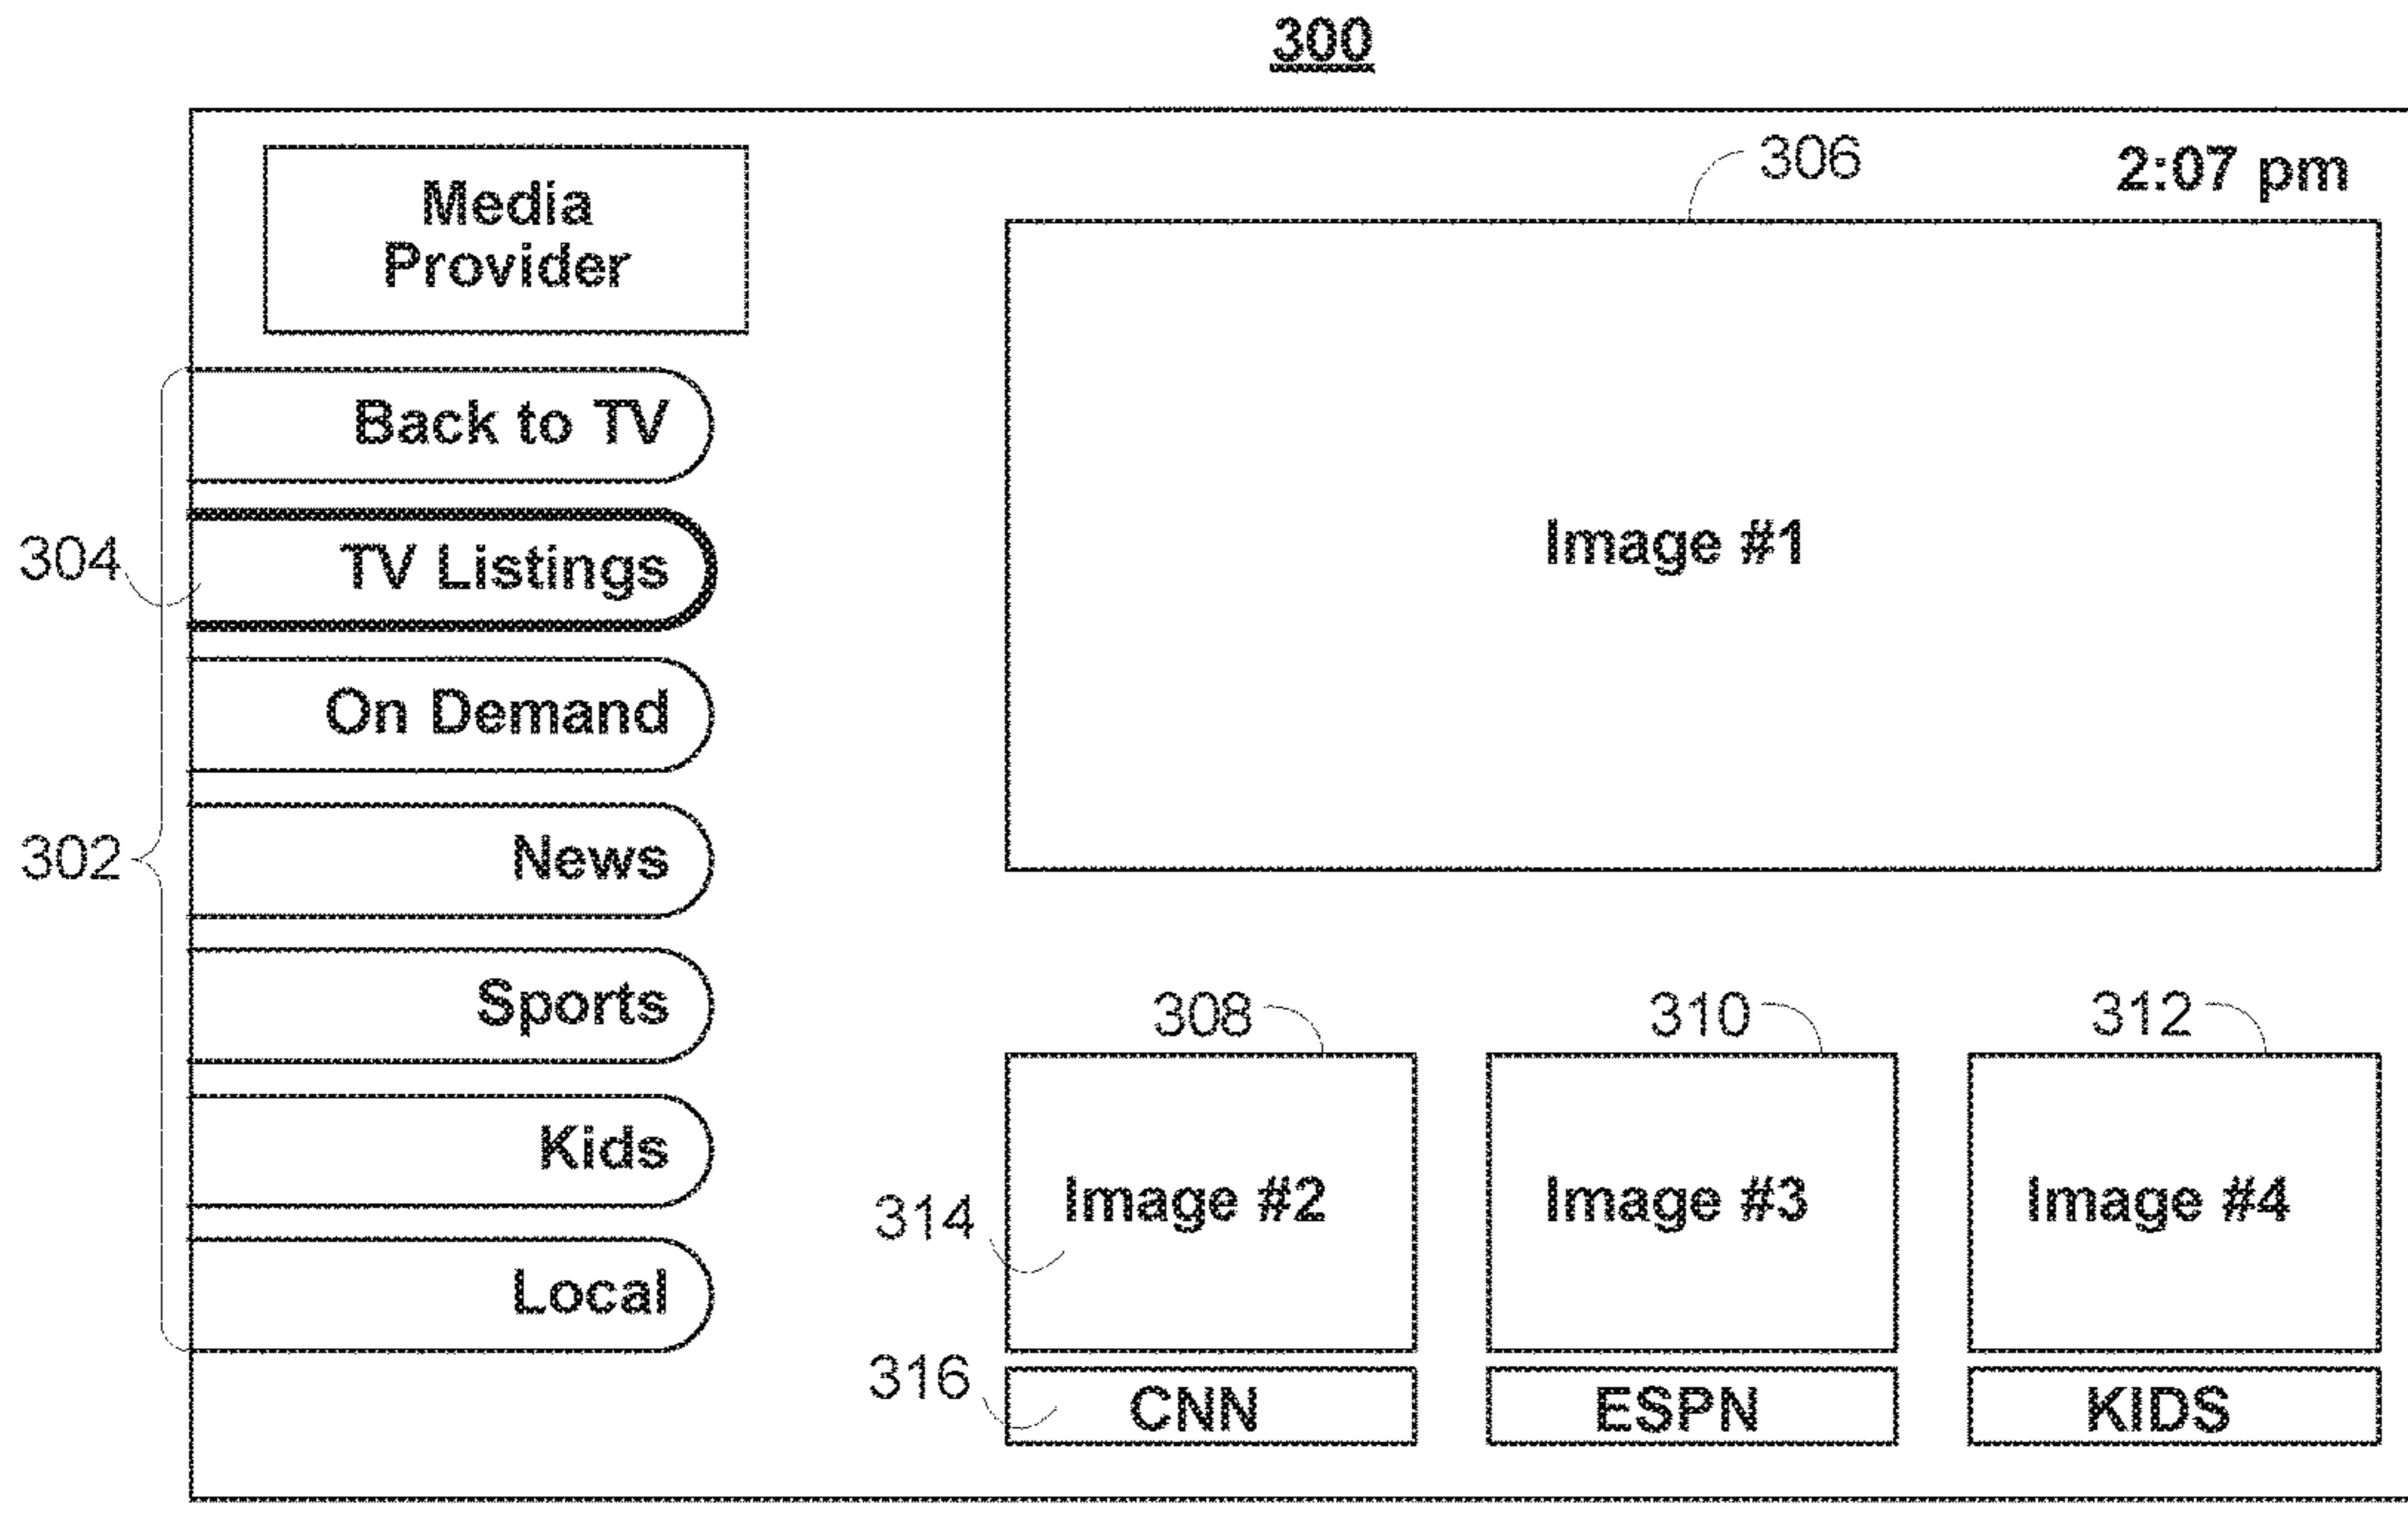 300
306
2:07 pm
Media
Provider
Back to TV
304
TV Listings
Image #1
On Demand
302
News
Sports
308
310
312
Kids
314
Image #2
Image #3
Image #4
Local
316
CNN
ESPN
KIDS